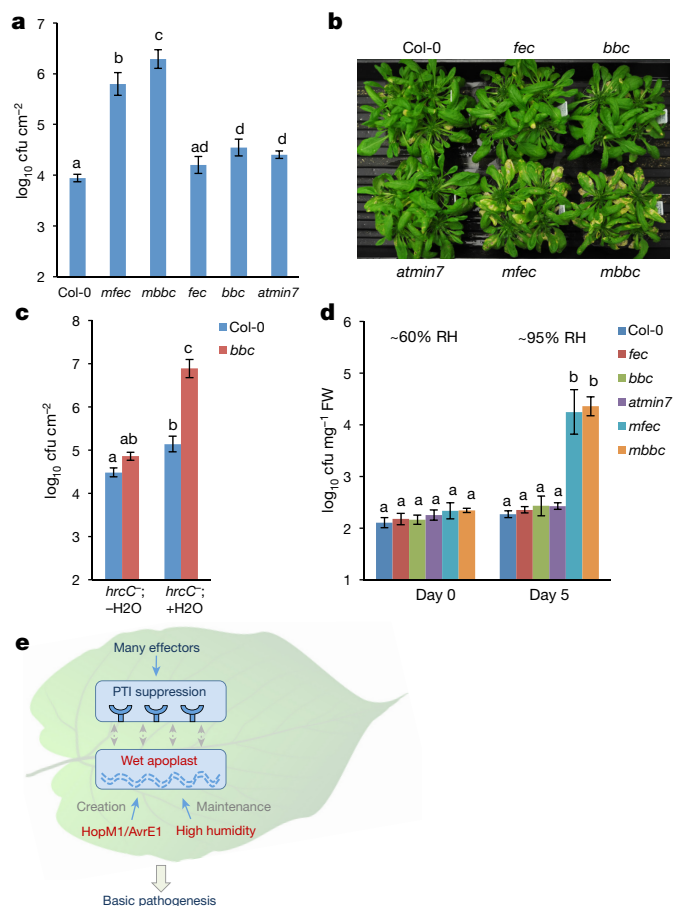 a
7
6
5
4
3
2
log10 cfu cm−2
a
b
c
ad
d
d
Col-0 mfec mbbc fec bbc atmin7
b
Col-0 fec bbc
atmin7 mfec mbbc
c
8
7
6
5
4
3
2
log10 cfu cm−2
Col-0
bbc
a ab b c
hrcC−; −H2O
hrcC−; +H2O
d
6
5
4
3
2
1
log10 cfu mg−1 FW
~60% RH ~95% RH
a a a a a a
a a a a b b
Day 0 Day 5
Col-0
fec
bbc
atmin7
mfec
mbbc
e
Many effectors
PTI suppression
Wet apoplast
Creation Maintenance
HopM1/AvrE1 High humidity
Basic pathogenesis